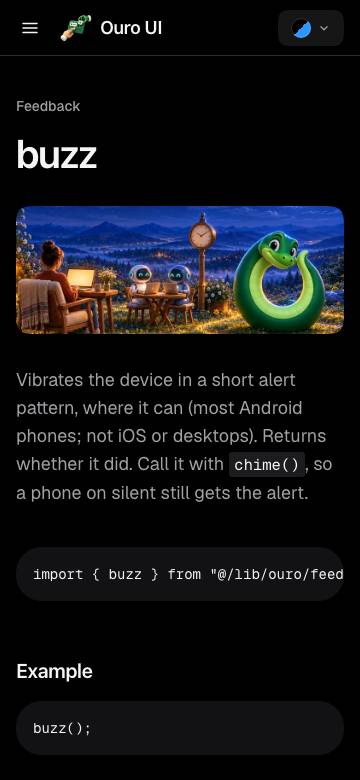 Ouro UI
Feedback
buzz
Vibrates the device in a short alert
pattern, where it can (most Android
phones; not iOS or desktops). Returns
whether it did. Call it with chime(), so
a phone on silent still gets the alert.
import { buzz } from "@/lib/ouro/feed
Example
buzz();